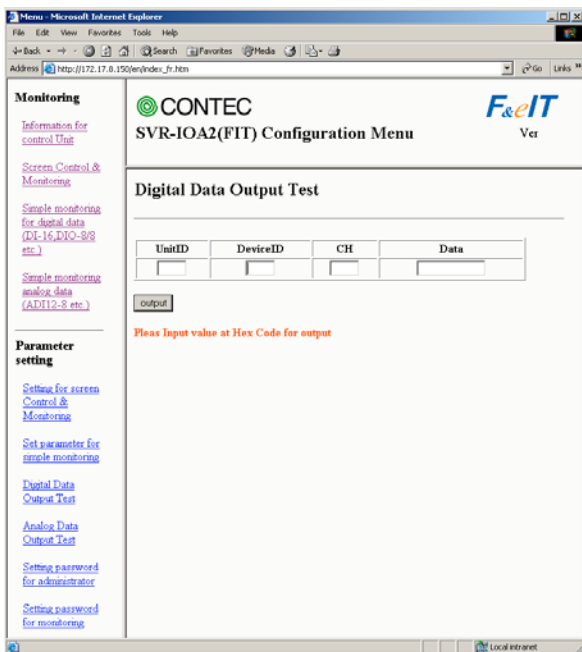 Menu - Microsoft Internet Explorer
File Edit View Favorites Tools Help
Back Search Favorites Media
Address http://172.17.8.150/en/index_fr.htm Go Links »
Monitoring
Information for
control Unit
Screen Control &
Monitoring
Simple monitoring
for digital data
(DI-16,DIO-8/8
etc.)
Simple monitoring
analog data
(ADI12-8 etc.)
Parameter
setting
Setting for screen
Control &
Monitoring
Set parameter for
simple monitoring
Digital Data
Output Test
Analog Data
Output Test
Setting password
for administrator
Setting password
for monitoring
CONTEC
F&eIT
SVR-IOA2(FIT) Configuration Menu Ver
Digital Data Output Test
UnitID DeviceID CH Data
output
Pleas Input value at Hex Code for output
Local intranet